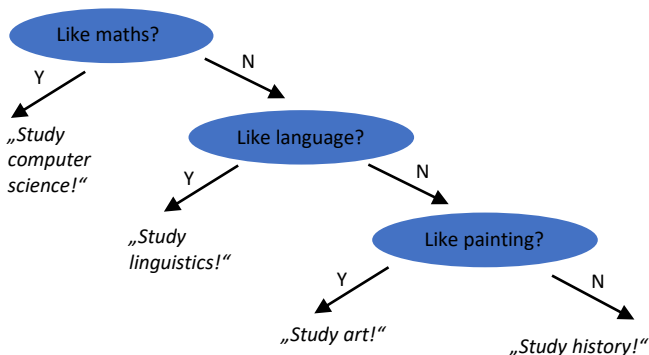 Like maths?
Y
N
„Study
computer
science!“
Like language?
Y
N
„Study
linguistics!“
Like painting?
Y
N
„Study art!“
„Study history!“